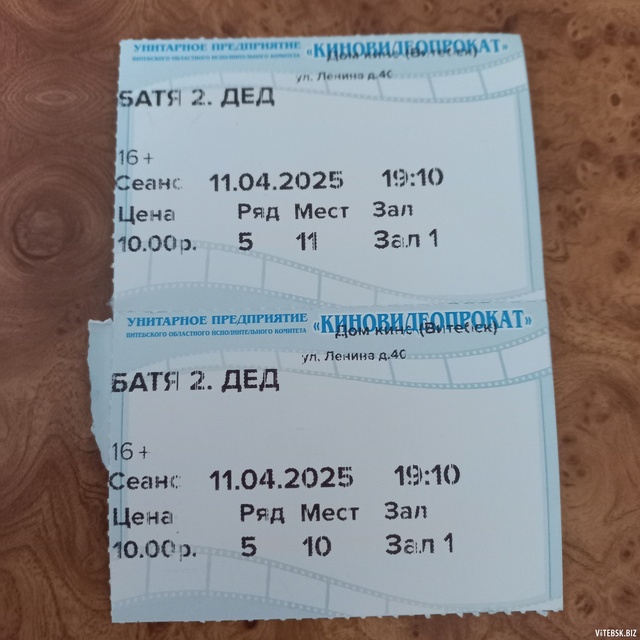 УНИТАРНОЕ ПРЕДПРИЯТИЕ «КИНОВИДЕОПРОКАТ»
ВИТЕБСКОГО ОБЛАСТНОГО ИСПОЛНИТЕЛЬНОГО КОМИТЕТА
Дом кино (Витебск)
ул. Ленина д.40
БАТЯ 2. ДЕД
16+
Сеанс 11.04.2025 19:10
Цена Ряд Мест Зал
10.00р. 5 11 Зал 1
УНИТАРНОЕ ПРЕДПРИЯТИЕ «КИНОВИДЕОПРОКАТ»
ВИТЕБСКОГО ОБЛАСТНОГО ИСПОЛНИТЕЛЬНОГО КОМИТЕТА
Дом кино (Витебск)
ул. Ленина д.40
БАТЯ 2. ДЕД
16+
Сеанс 11.04.2025 19:10
Цена Ряд Мест Зал
10.00р. 5 10 Зал 1
ViTEBSK.BiZ